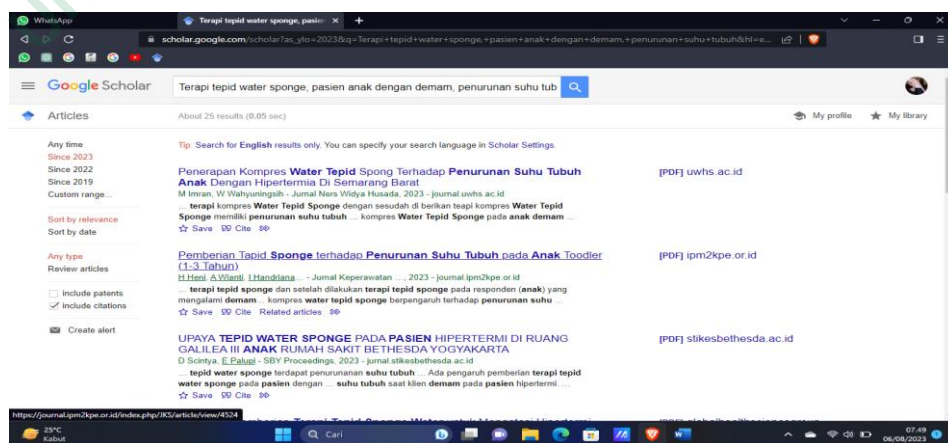 WhatsApp
Terapi tepid water sponge, pasien
scholar.google.com/scholar?as_ylo=2023&q=Terapi+tepid+water+sponge,+pasien+anak+dengan+demam,+penurunan+suhu+tubuh&hl=e...
Google Scholar
Terapi tepid water sponge, pasien anak dengan demam, penurunan suhu tub
Articles
About 25 results (0.05 sec)
My profile
My library
Any time
Since 2023
Since 2022
Since 2019
Custom range...
Sort by relevance
Sort by date
Any type
Review articles
include patents
include citations
Create alert
Tip: Search for English results only. You can specify your search language in Scholar Settings.
Penerapan Kompres Water Tepid Spong Terhadap Penurunan Suhu Tubuh
Anak Dengan Hipertermia Di Semarang Barat
M Imran, W Wahyuningsih - Jurnal Ners Widya Husada, 2023 - journal.uwhs.ac.id
... terapi kompres Water Tepid Sponge dengan sesudah di berikan teapi kompres Water Tepid
Sponge memiliki penurunan suhu tubuh ... kompres Water Tepid Sponge pada anak demam ...
Save Cite
[PDF] uwhs.ac.id
Pemberian Tapid Sponge terhadap Penurunan Suhu Tubuh pada Anak Toodler
(1-3 Tahun)
H Heni, A Wianti, I Handriana... - Jurnal Keperawatan ..., 2023 - journal.ipm2kpe.or.id
... terapi tepid sponge dan setelah dilakukan terapi tepid sponge pada responden (anak) yang
mengalami demam... kompres water tepid sponge berpengaruh terhadap penurunan suhu ...
Save Cite Related articles
[PDF] ipm2kpe.or.id
UPAYA TEPID WATER SPONGE PADA PASIEN HIPERTERMI DI RUANG
GALILEA III ANAK RUMAH SAKIT BETHESDA YOGYAKARTA
D Scintya, E Palupi - SBY Proceedings, 2023 - jurnal.stikesbethesda.ac.id
... tepid water sponge terdapat penurunanan suhu tubuh ... Ada pengaruh pemberian terapi tepid
water sponge pada pasien dengan ... suhu tubuh saat klien demam pada pasien hipertermi. ...
Save Cite
[PDF] stikesbethesda.ac.id
https://journal.ipm2kpe.or.id/index.php/JKS/article/view/4524
25°C
Kabut
Cari
07.49
06/08/2023